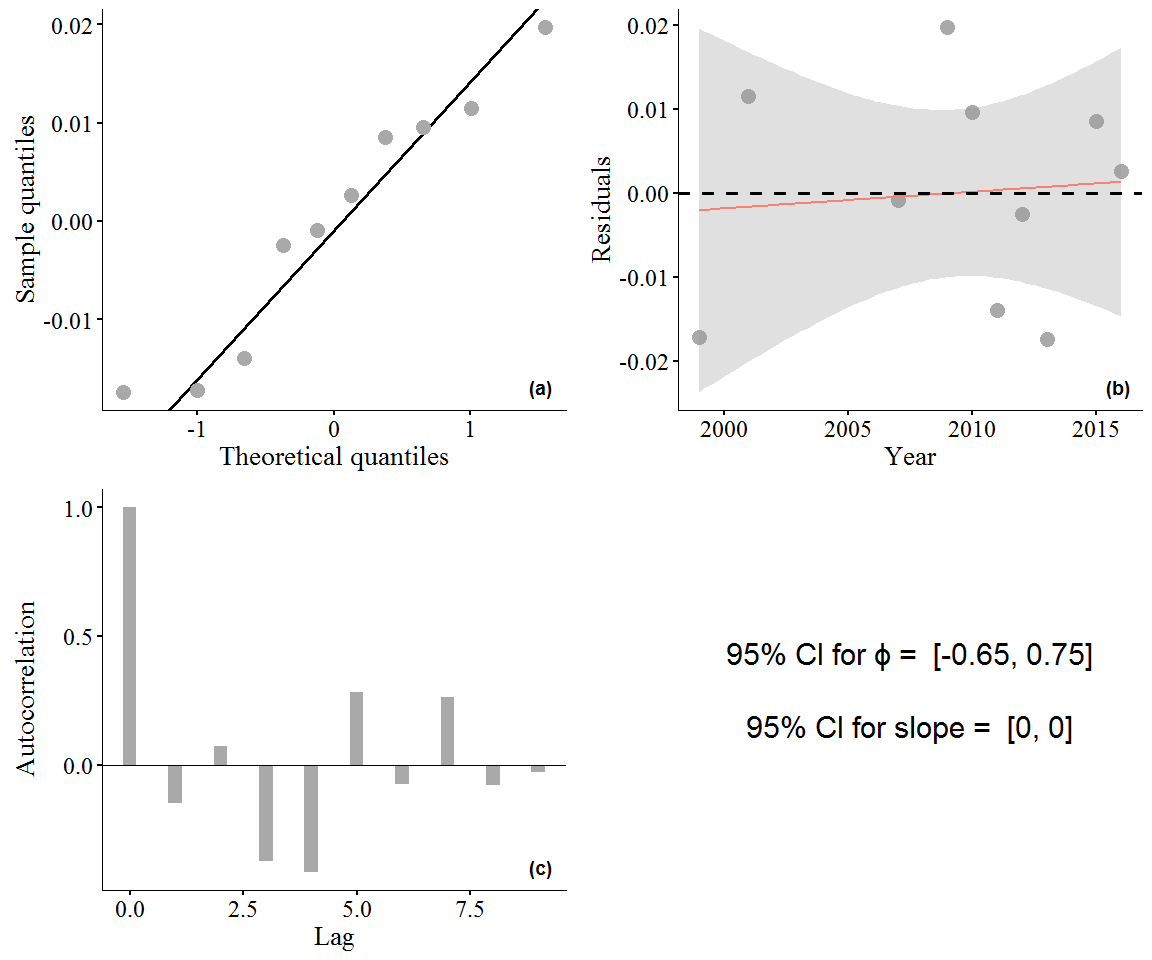 0.02
0.01
0.00
-0.01
Sample quantiles
-1
0
1
Theoretical quantiles
(a)
0.02
0.01
0.00
-0.01
-0.02
Residuals
2000
2005
2010
2015
Year
(b)
1.0
0.5
0.0
Autocorrelation
0.0
2.5
5.0
7.5
Lag
(c)
95% CI for ϕ = [-0.65, 0.75]
95% CI for slope = [0, 0]